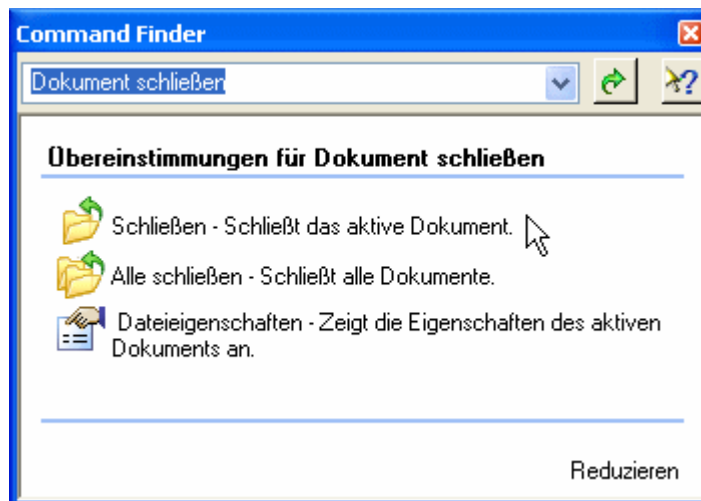 Command Finder
Dokument schließen
Übereinstimmungen für Dokument schließen
Schließen - Schließt das aktive Dokument.
Alle schließen - Schließt alle Dokumente.
Dateieigenschaften - Zeigt die Eigenschaften des aktiven
Dokuments an.
Reduzieren